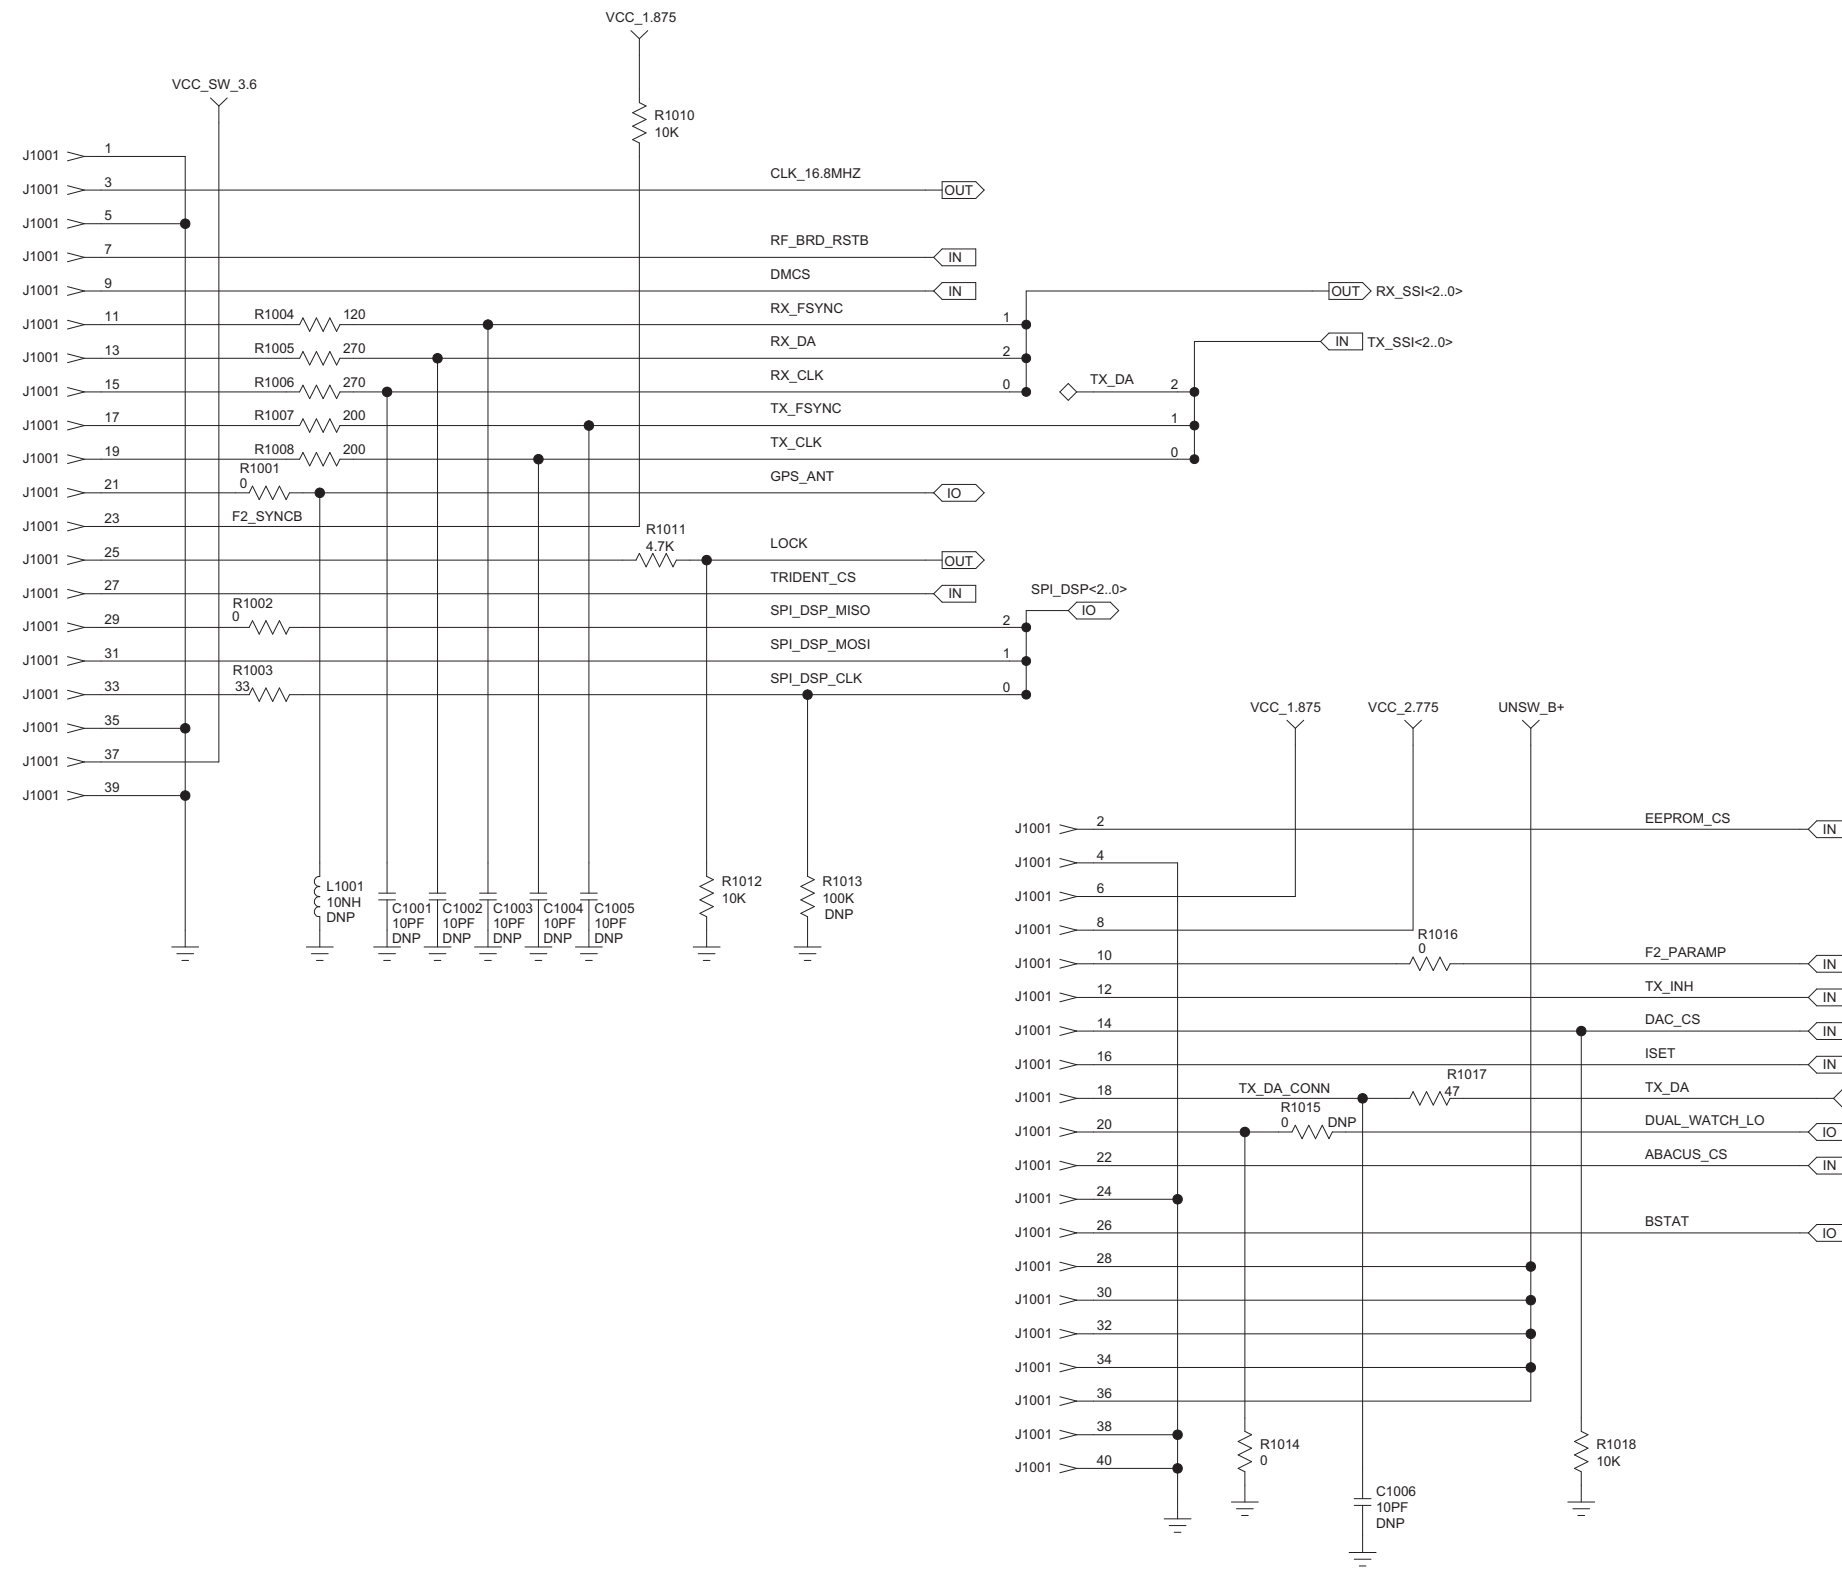 VCC_1.875
VCC_SW_3.6
R1010
10K
J1001 1
CLK_16.8MHZ
J1001 3 OUT
J1001 5
RF_BRD_RSTB
J1001 7 IN
DMCS
J1001 9 IN OUT RX_SSI<2..0>
RX_FSYNC
J1001 11 R1004 120 1
IN TX_SSI<2..0>
RX_DA
J1001 13 R1005 270 2
RX_CLK
J1001 15 R1006 270 0 TX_DA 2
TX_FSYNC
J1001 17 R1007 200 1
TX_CLK
J1001 19 R1008 200 0
R1001
0
GPS_ANT
J1001 21 IO
J1001 23 F2_SYNCB
R1011
4.7K
LOCK
J1001 25 OUT
TRIDENT_CS
J1001 27 IN
SPI_DSP<2..0>
IO
R1002
0
SPI_DSP_MISO
J1001 29 2
SPI_DSP_MOSI
J1001 31 1
R1003
33
SPI_DSP_CLK
J1001 33 0
J1001 35
J1001 37
J1001 39
L1001
10NH
DNP
C1001
10PF
DNP
C1002
10PF
DNP
C1003
10PF
DNP
C1004
10PF
DNP
C1005
10PF
DNP
R1012
10K
R1013
100K
DNP
VCC_1.875
VCC_2.775
UNSW_B+
EEPROM_CS
J1001 2 IN
J1001 4
J1001 6
J1001 8
R1016
0
F2_PARAMP
J1001 10 IN
TX_INH
J1001 12 IN
DAC_CS
J1001 14 IN
ISET
J1001 16 IN
R1017
47
TX_DA_CONN
TX_DA
J1001 18
R1015
0 DNP
DUAL_WATCH_LO
J1001 20 IO
ABACUS_CS
J1001 22 IN
J1001 24
BSTAT
J1001 26 IO
J1001 28
J1001 30
J1001 32
J1001 34
J1001 36
J1001 38
J1001 40
R1014
0
C1006
10PF
DNP
R1018
10K